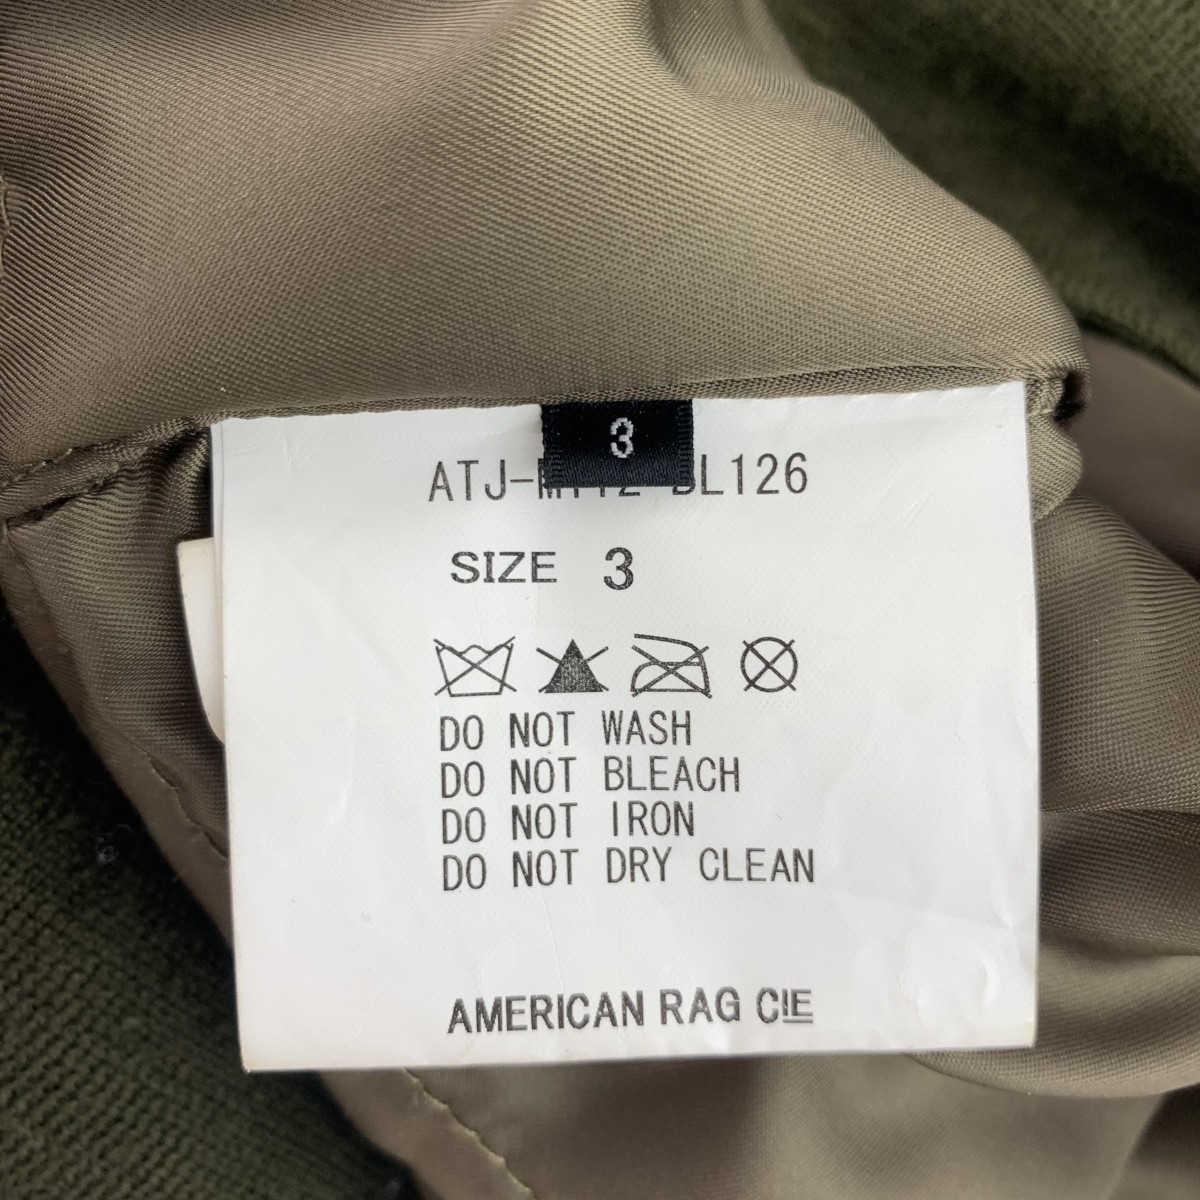 3
ATJ- L126
SIZE 3
DO NOT WASH
DO NOT BLEACH
DO NOT IRON
DO NOT DRY CLEAN
AMERICAN RAG CIE